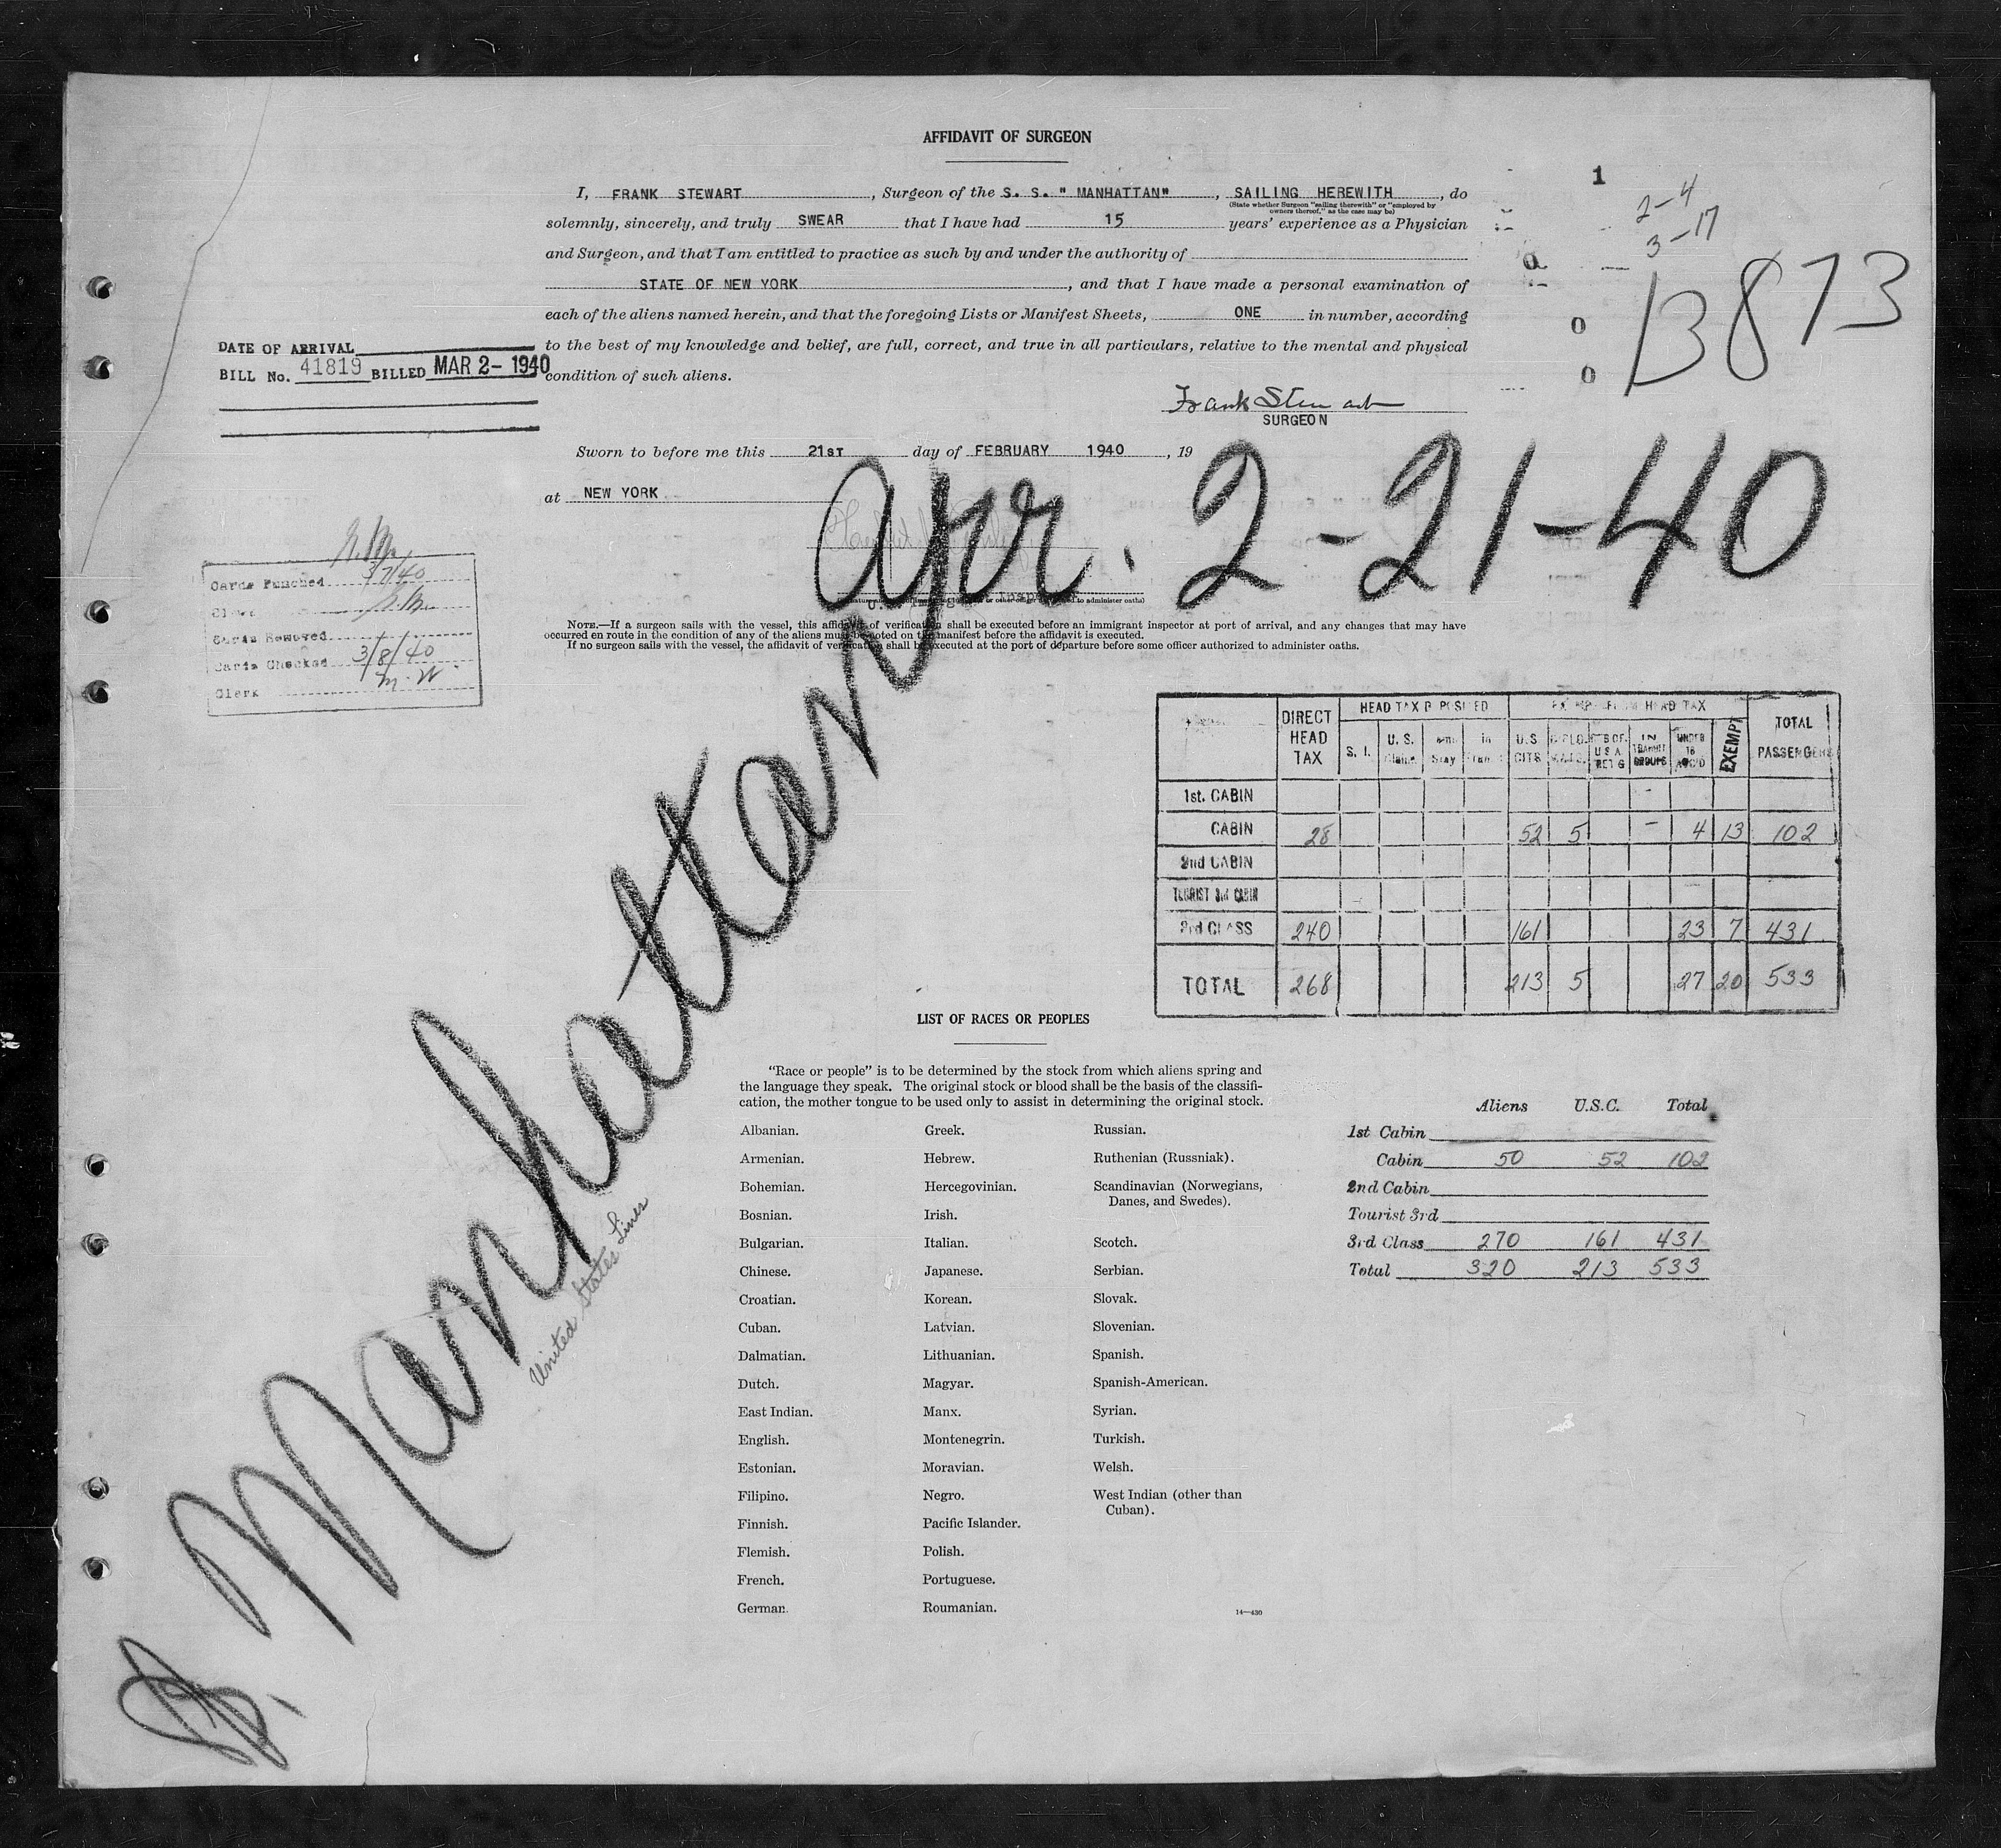 AFFIDAVIT OF SURGEON
I, FRANK STEWART, Surgeon of the S. S. "MANHATTAN", SAILING HEREWITH, do
(State whether Surgeon "sailing therewith" or "employed by owners thereof," as the case may be)
solemnly, sincerely, and truly SWEAR that I have had 15 years' experience as a Physician
and Surgeon, and that I am entitled to practice as such by and under the authority of
STATE OF NEW YORK, and that I have made a personal examination of
each of the aliens named herein, and that the foregoing Lists or Manifest Sheets, ONE in number, according
to the best of my knowledge and belief, are full, correct, and true in all particulars, relative to the mental and physical
condition of such aliens.
1
2-4
3-17
13873
0
0
DATE OF ARRIVAL
BILL No. 41819 BILLED MAR 2- 1940
Frank Stewart
SURGEON
Sworn to before me this 21ST day of FEBRUARY 1940, 19
at NEW YORK
arr. 2-21-40
Cards Punched 3/7/40
Cards Removed
Cards Checked 3/8/40
Clerk M.W.
NOTE.—If a surgeon sails with the vessel, this affidavit of verification shall be executed before an immigrant inspector at port of arrival, and any changes that may have
occurred en route in the condition of any of the aliens must be noted on the manifest before the affidavit is executed.
If no surgeon sails with the vessel, the affidavit of verification shall be executed at the port of departure before some officer authorized to administer oaths.
S. Manhattan
United States Lines
DIRECT HEAD TAX
HEAD TAX DEPOSITED
EXEMPT FROM HEAD TAX
TOTAL PASSENGERS
S. I. U. S. Claims Stay U.S. CITS IN TRANSIT GROUPS UNDER 16 EXEMPT
1st. CABIN -
CABIN 28 52 5 - 4 13 102
2nd CABIN
TOURIST 3rd CABIN
3rd CLASS 240 161 23 7 431
TOTAL 268 213 5 27 20 533
LIST OF RACES OR PEOPLES
"Race or people" is to be determined by the stock from which aliens spring and
the language they speak. The original stock or blood shall be the basis of the classifi-
cation, the mother tongue to be used only to assist in determining the original stock.
Albanian.
Armenian.
Bohemian.
Bosnian.
Bulgarian.
Chinese.
Croatian.
Cuban.
Dalmatian.
Dutch.
East Indian.
English.
Estonian.
Filipino.
Finnish.
Flemish.
French.
German.
Greek.
Hebrew.
Hercegovinian.
Irish.
Italian.
Japanese.
Korean.
Latvian.
Lithuanian.
Magyar.
Manx.
Montenegrin.
Moravian.
Negro.
Pacific Islander.
Polish.
Portuguese.
Roumanian.
Russian.
Ruthenian (Russniak).
Scandinavian (Norwegians,
Danes, and Swedes).
Scotch.
Serbian.
Slovak.
Slovenian.
Spanish.
Spanish-American.
Syrian.
Turkish.
Welsh.
West Indian (other than
Cuban).
14—430
Aliens U.S.C. Total
1st Cabin
Cabin 50 52 102
2nd Cabin
Tourist 3rd
3rd Class 270 161 431
Total 320 213 533